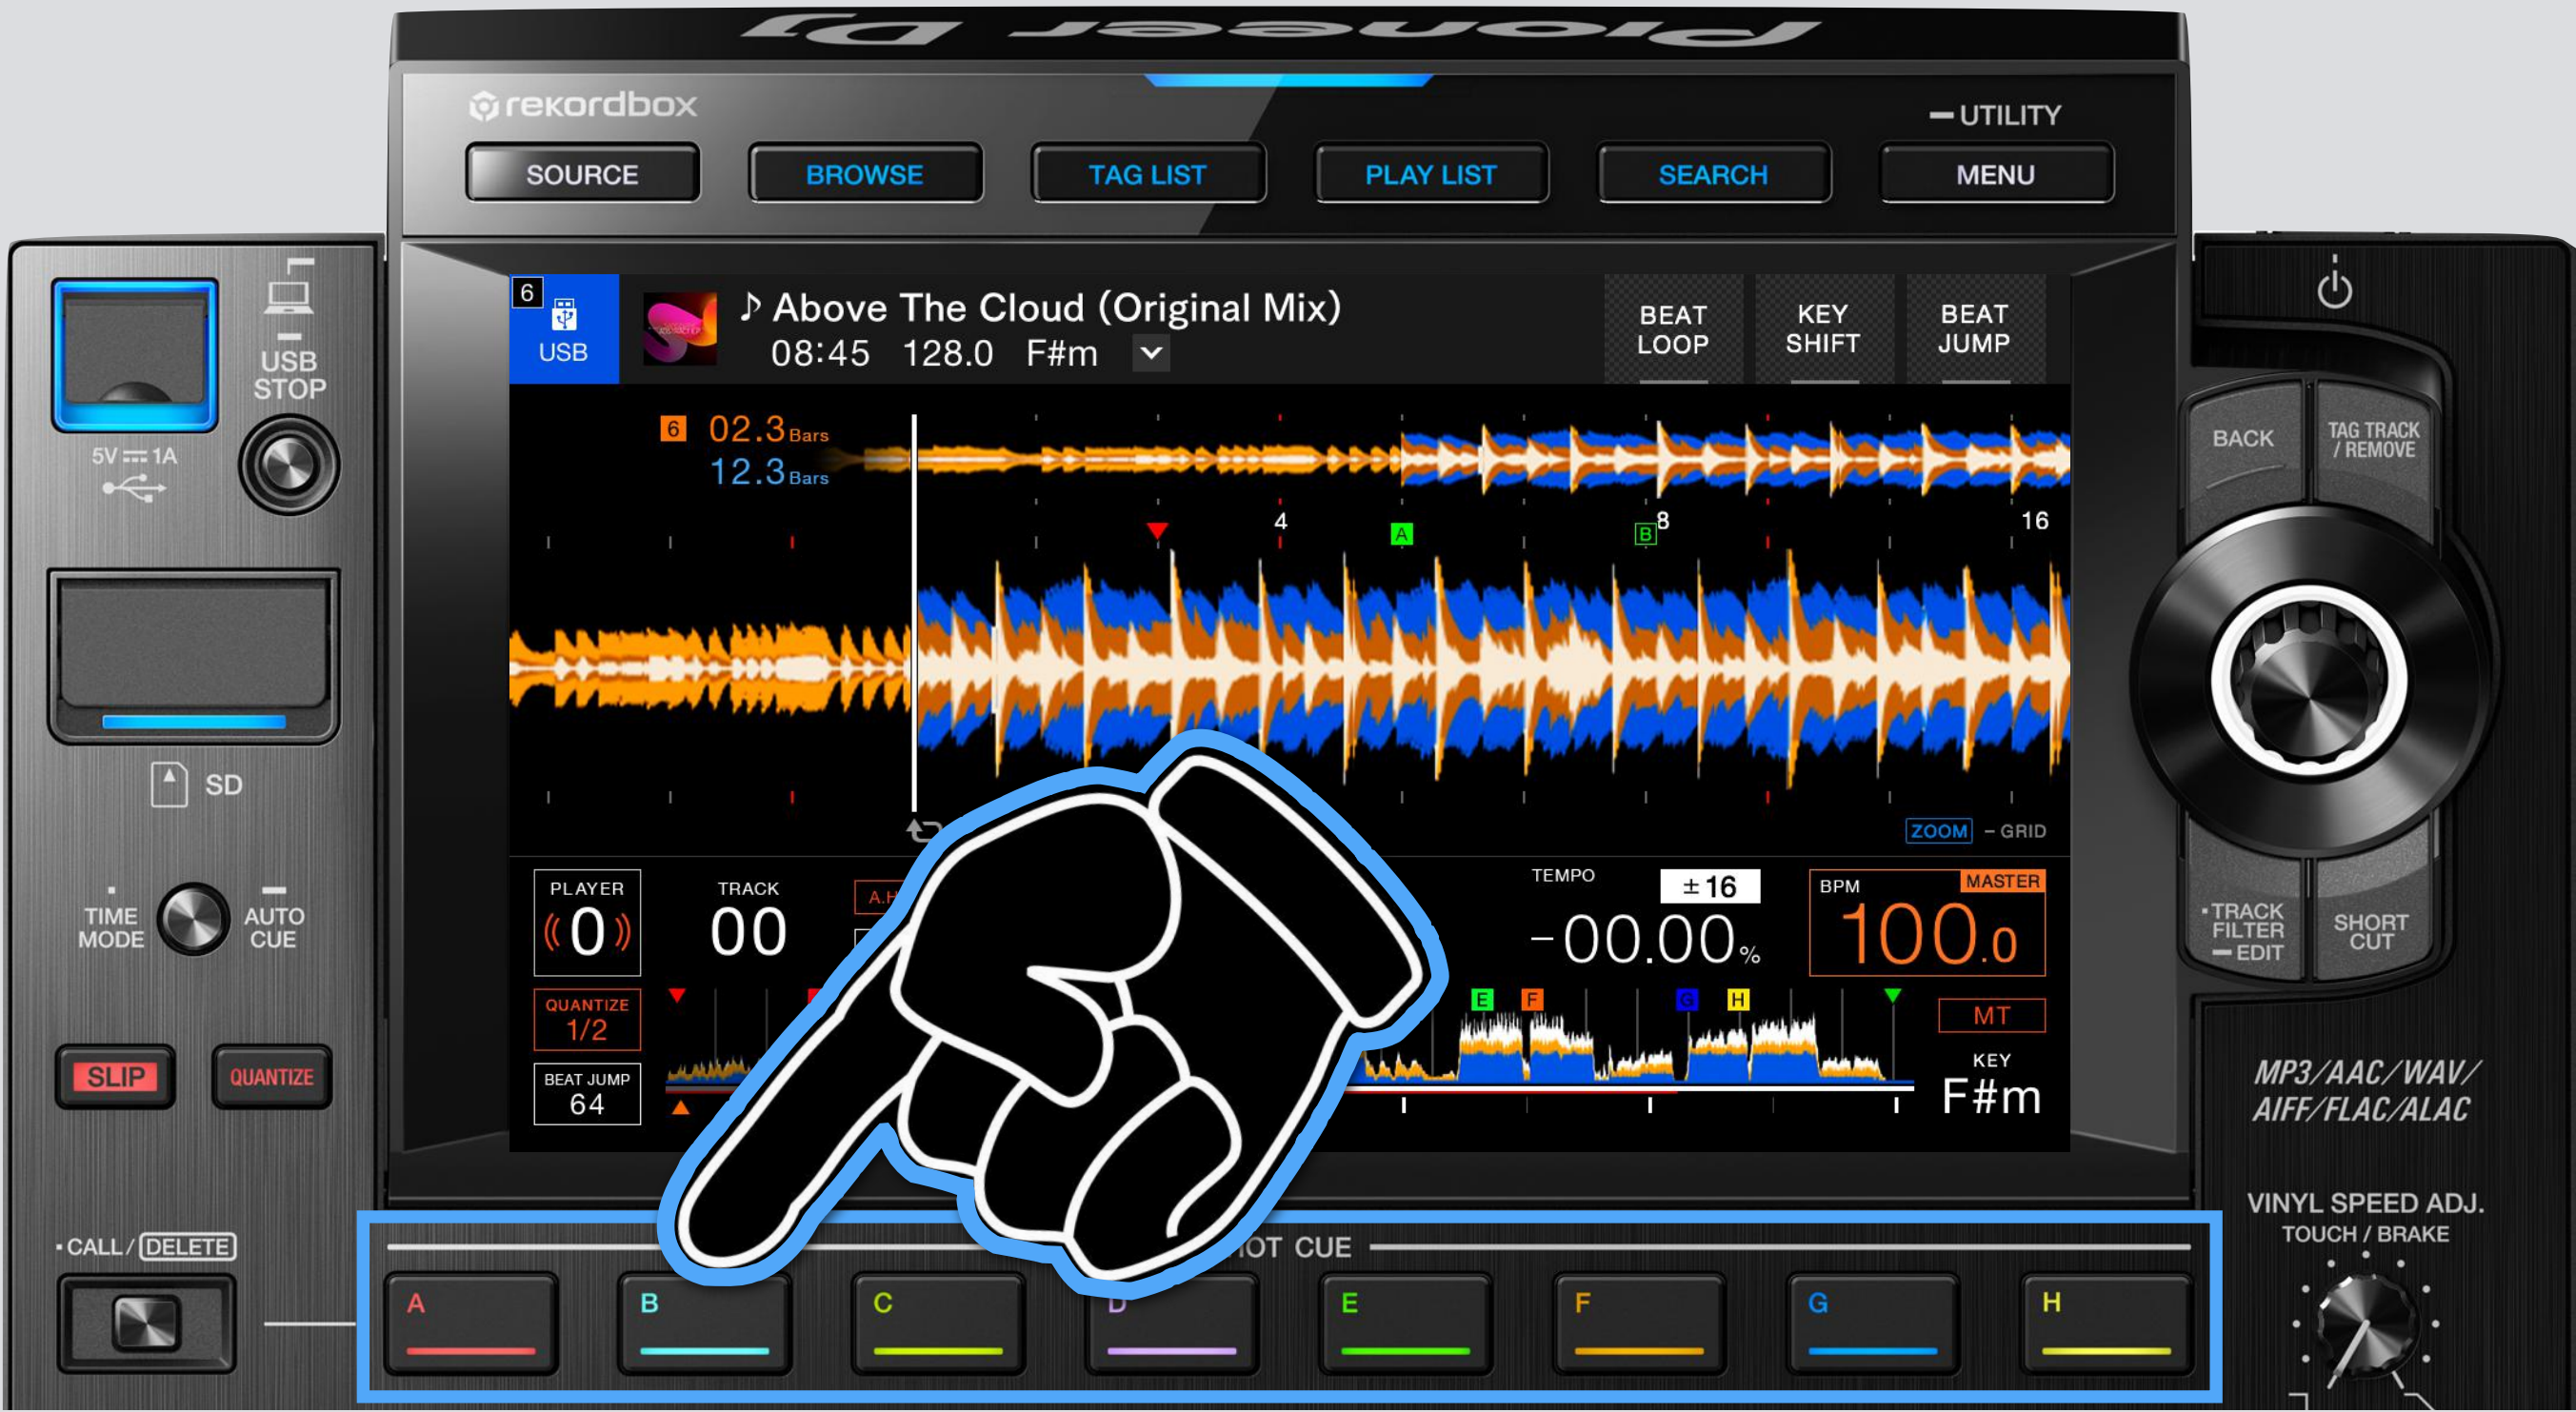 Pioneer Dj
rekordbox
UTILITY
SOURCE
BROWSE
TAG LIST
PLAY LIST
SEARCH
MENU
USB
STOP
5V 1A
SD
TIME
MODE
AUTO
CUE
SLIP
QUANTIZE
CALL/DELETE
6
USB
Above The Cloud (Original Mix)
08:45 128.0 F#m
BEAT
LOOP
KEY
SHIFT
BEAT
JUMP
6 02.3 Bars
12.3 Bars
4
A
B
8
16
ZOOM – GRID
PLAYER
0
TRACK
00
A.H
TEMPO
±16
-00.00%
BPM
MASTER
100.0
QUANTIZE
1/2
E
F
G
H
MT
BEAT JUMP
64
KEY
F#m
BACK
TAG TRACK
/ REMOVE
TRACK
FILTER
EDIT
SHORT
CUT
MP3/AAC/WAV/
AIFF/FLAC/ALAC
VINYL SPEED ADJ.
TOUCH / BRAKE
HOT CUE
A
B
C
D
E
F
G
H